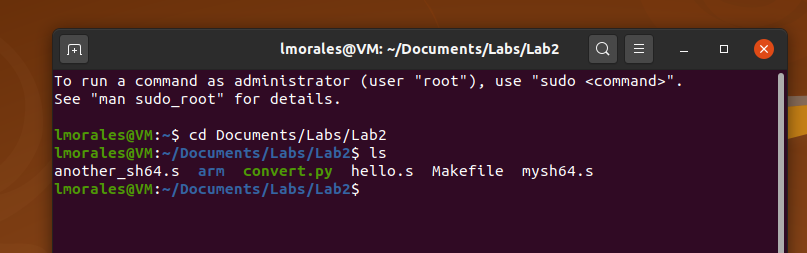 lmorales@VM: ~/Documents/Labs/Lab2
To run a command as administrator (user "root"), use "sudo <command>".
See "man sudo_root" for details.
lmorales@VM:~$ cd Documents/Labs/Lab2
lmorales@VM:~/Documents/Labs/Lab2$ ls
another_sh64.s  arm  convert.py  hello.s  Makefile  mysh64.s
lmorales@VM:~/Documents/Labs/Lab2$